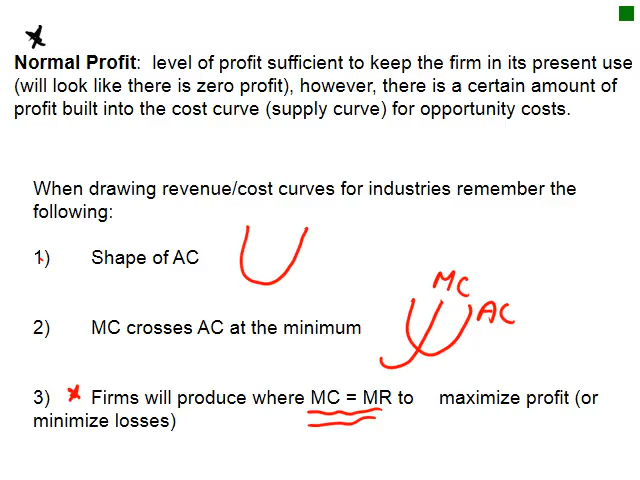 Normal Profit: level of profit sufficient to keep the firm in its present use
(will look like there is zero profit), however, there is a certain amount of
profit built into the cost curve (supply curve) for opportunity costs.
When drawing revenue/cost curves for industries remember the
following:
1) Shape of AC
MC
AC
2) MC crosses AC at the minimum
3) Firms will produce where MC = MR to maximize profit (or
minimize losses)